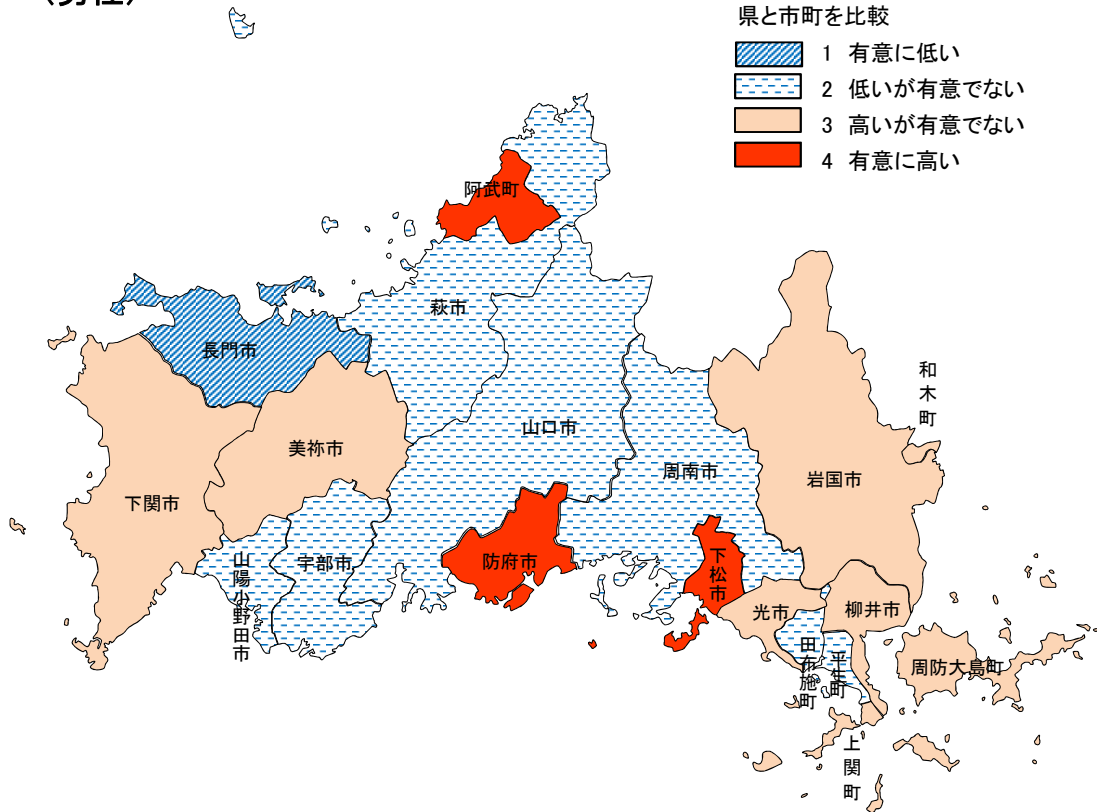 (男性)
県と市町を比較
1 有意に低い
2 低いが有意でない
3 高いが有意でない
4 有意に高い
阿武町
萩市
長門市
和木町
山口市
美祢市
周南市
岩国市
下関市
防府市
宇部市
下松市
山陽小野田市
光市
柳井市
田布施町
平生町
周防大島町
上関町